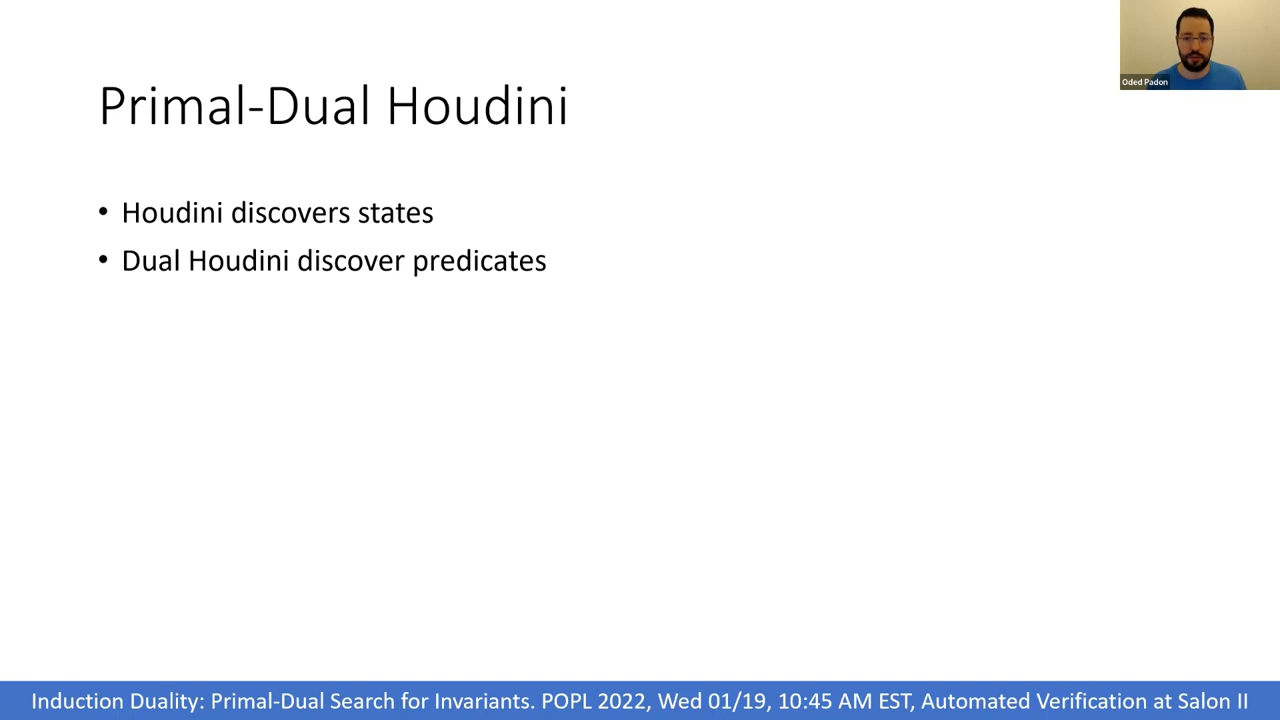 Oded Padon
Primal-Dual Houdini
• Houdini discovers states
• Dual Houdini discover predicates
Induction Duality: Primal-Dual Search for Invariants. POPL 2022, Wed 01/19, 10:45 AM EST, Automated Verification at Salon II